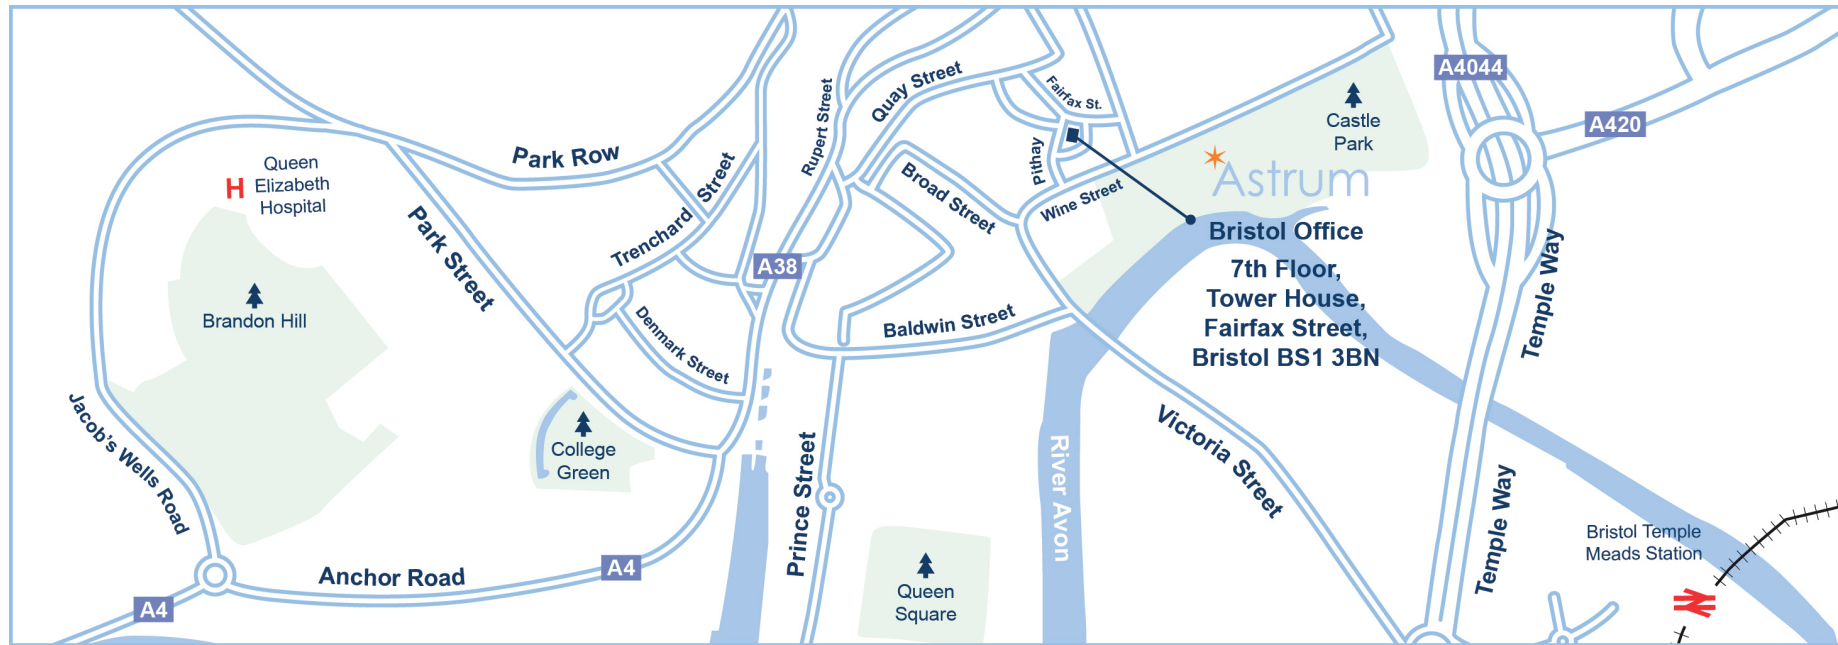 A4044
Quay Street
Fairfax St.
Rupert Street
Castle
Park
A420
Park Row
Pithay
Queen
Elizabeth
Hospital
H
Trenchard Street
Broad Street
Wine Street
Astrum
Bristol Office
7th Floor,
Tower House,
Fairfax Street,
Bristol BS1 3BN
Park Street
A38
Temple Way
Brandon Hill
Denmark Street
Baldwin Street
Jacob's Wells Road
College
Green
Prince Street
River Avon
Victoria Street
Temple Way
Bristol Temple
Meads Station
Anchor Road
A4
Queen
Square
A4